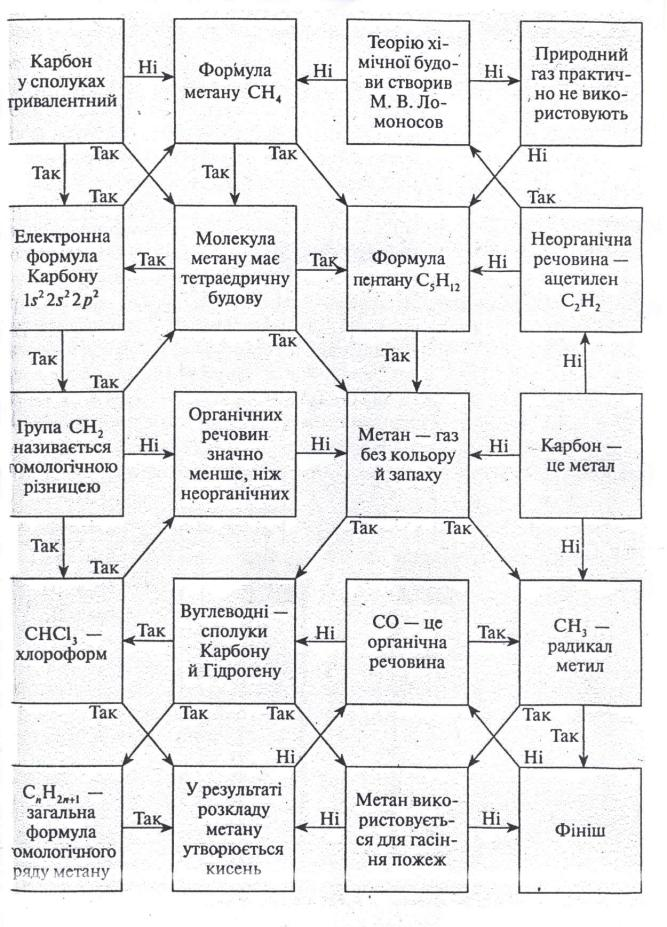 Карбон
у сполуках
тривалентний
Ні
Формула
метану CH₄
Ні
Теорію хі-
мічної будо-
ви створив
М. В. Ло-
моносов
Ні
Природний
газ практич-
но не вико-
ристовують
Так
Так
Так
Так
Так
Ні
Так
Електронна
формула
Карбону
1s² 2s² 2p²
Так
Молекула
метану має
тетраедричну
будову
Так
Формула
пентану C₅H₁₂
Ні
Неорганічна
речовина —
ацетилен
C₂H₂
Так
Так
Так
Так
Ні
Група CH₂
називається
гомологічною
різницею
Ні
Органічних
речовин
значно
менше, ніж
неорганічних
Ні
Метан — газ
без кольору
й запаху
Ні
Карбон —
це метал
Так
Так
Так
Так
Ні
CHCl₃ —
хлороформ
Так
Вуглеводні —
сполуки
Карбону
й Гідрогену
Ні
CO — це
органічна
речовина
Так
CH₃ —
радикал
метил
Так
Так
Так
Ні
Так
Так
Ні
CₙH₂ₙ₊₁ —
загальна
формула
гомологічного
ряду метану
Так
У результаті
розкладу
метану
утворюється
кисень
Ні
Метан вико-
ристовуєть-
ся для гасін-
ня пожеж
Ні
Фініш